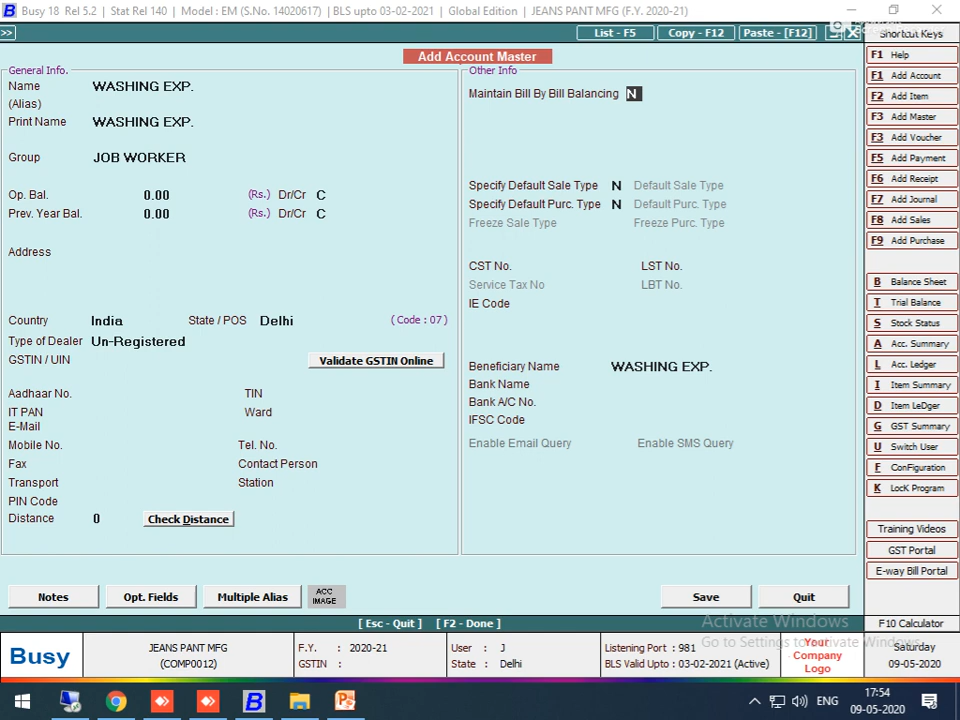 Busy 18 Rel 5.2 | Stat Rel 140 | Model : EM (S.No. 14020617) | BLS upto 03-02-2021 | Global Edition | JEANS PANT MFG (F.Y. 2020-21)
>> List - F5 Copy - F12 Paste - [F12] Shortcut Keys
Add Account Master
General Info.
Name WASHING EXP.
(Alias)
Print Name WASHING EXP.
Group JOB WORKER
Op. Bal. 0.00 (Rs.) Dr/Cr C
Prev. Year Bal. 0.00 (Rs.) Dr/Cr C
Address
Country India State / POS Delhi (Code : 07)
Type of Dealer Un-Registered
GSTIN / UIN Validate GSTIN Online
Aadhaar No. TIN
IT PAN Ward
E-Mail
Mobile No. Tel. No.
Fax Contact Person
Transport Station
PIN Code
Distance 0 Check Distance
Other Info
Maintain Bill By Bill Balancing N
Specify Default Sale Type N Default Sale Type
Specify Default Purc. Type N Default Purc. Type
Freeze Sale Type Freeze Purc. Type
CST No. LST No.
Service Tax No LBT No.
IE Code
Beneficiary Name WASHING EXP.
Bank Name
Bank A/C No.
IFSC Code
Enable Email Query Enable SMS Query
F1 Help
F1 Add Account
F2 Add Item
F3 Add Master
F3 Add Voucher
F5 Add Payment
F6 Add Receipt
F7 Add Journal
F8 Add Sales
F9 Add Purchase
B Balance Sheet
T Trial Balance
S Stock Status
A Acc. Summary
L Acc. Ledger
I Item Summary
D Item LeDger
G GST Summary
U Switch User
F ConFiguration
K LocK Program
Training Videos
GST Portal
E-way Bill Portal
F10 Calculator
Notes Opt. Fields Multiple Alias ACC IMAGE Save Quit
[ Esc - Quit ] [ F2 - Done ]
Activate Windows
Go to Settings to activate Windows.
Busy
JEANS PANT MFG
(COMP0012)
F.Y. : 2020-21
GSTIN :
User : J
State : Delhi
Listening Port : 981
BLS Valid Upto : 03-02-2021 (Active)
Your
Company
Logo
Saturday
09-05-2020
ENG
17:54
09-05-2020